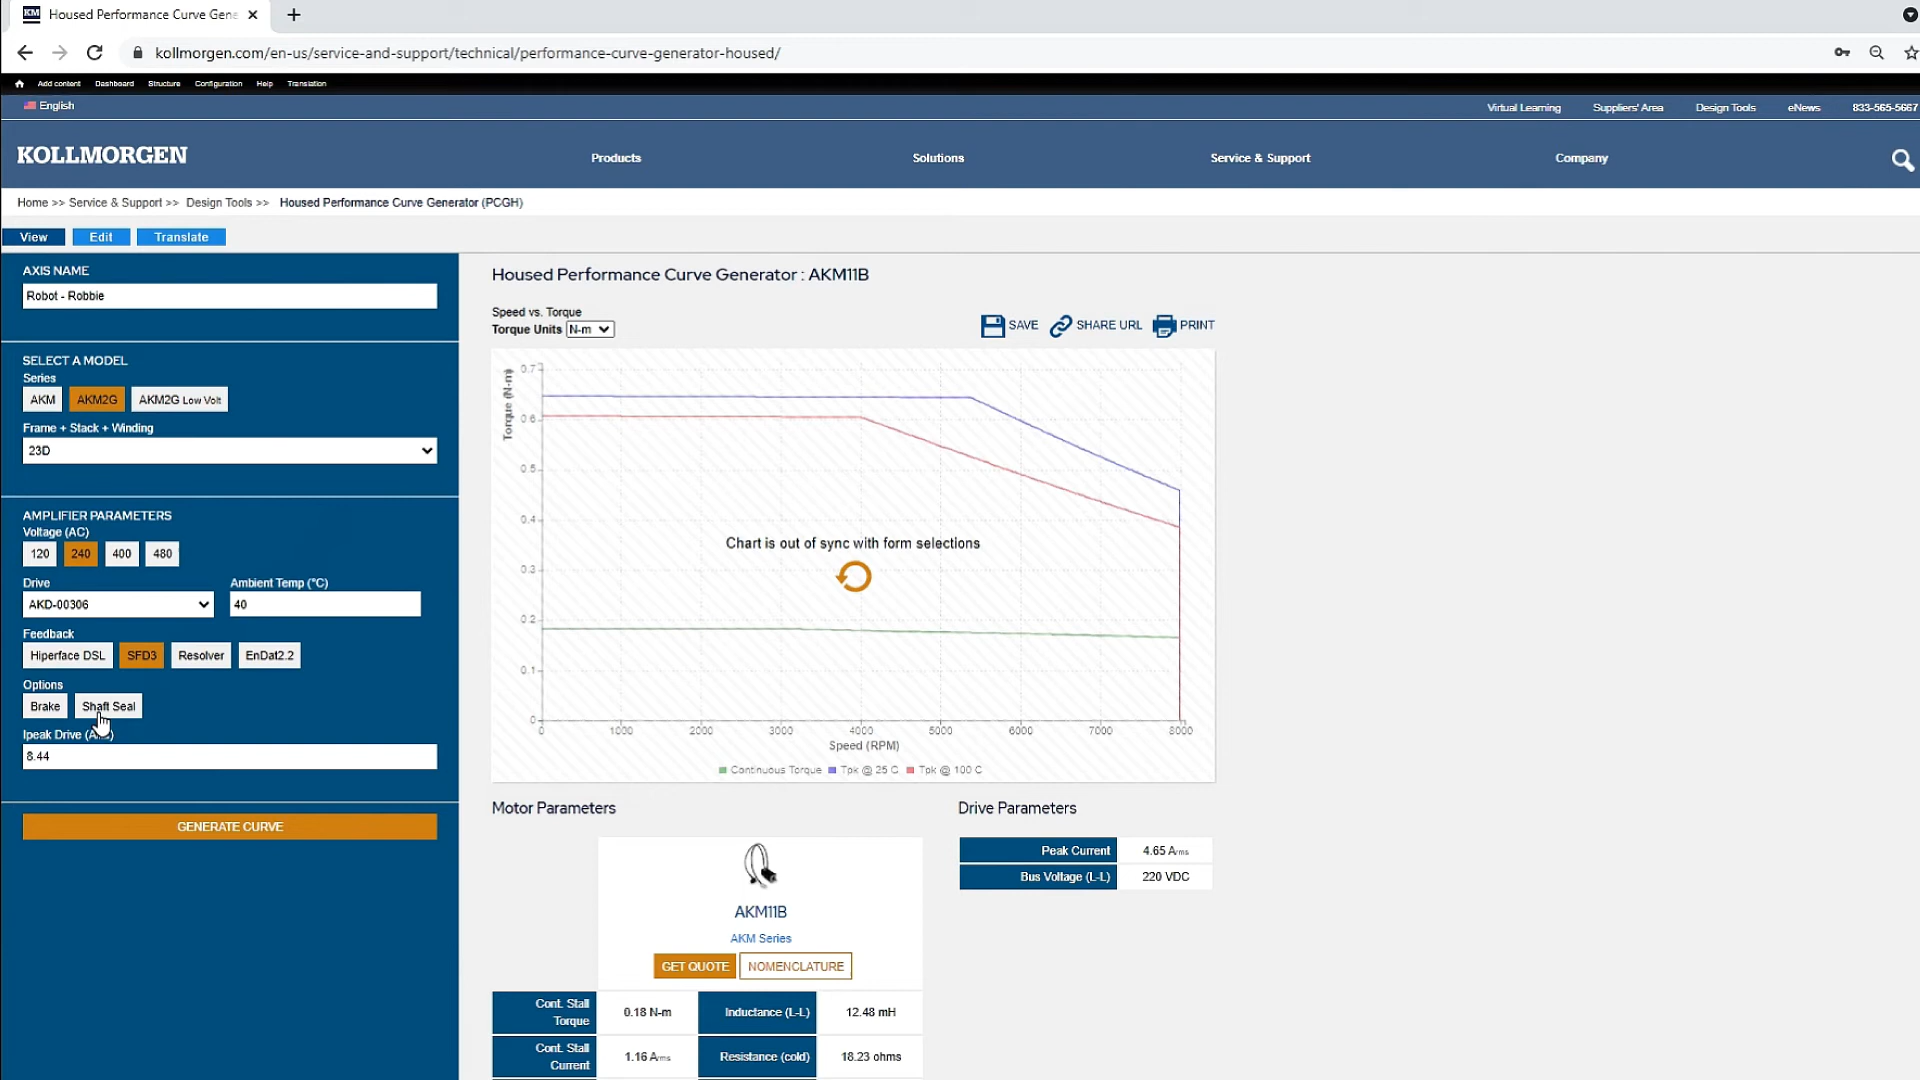 KM Housed Performance Curve Gene
kollmorgen.com/en-us/service-and-support/technical/performance-curve-generator-housed/
Add content Dashboard Structure Configuration Help Translation
English Virtual Learning Suppliers' Area Design Tools eNews 833-565-5667
KOLLMORGEN Products Solutions Service & Support Company
Home >> Service & Support >> Design Tools >> Housed Performance Curve Generator (PCGH)
View Edit Translate
AXIS NAME
Robot - Robbie
SELECT A MODEL
Series
AKM AKM2G AKM2G Low Volt
Frame + Stack + Winding
23D
AMPLIFIER PARAMETERS
Voltage (AC)
120 240 400 480
Drive Ambient Temp (°C)
AKD-00306 40
Feedback
Hiperface DSL SFD3 Resolver EnDat2.2
Options
Brake Shaft Seal
Ipeak Drive
8.44
GENERATE CURVE
Housed Performance Curve Generator : AKM11B
Speed vs. Torque
Torque Units N-m
SAVE SHARE URL PRINT
Torque (N-m)
0.7
0.6
0.5
0.4
0.3
0.2
0.1
0
Chart is out of sync with form selections
0 1000 2000 3000 4000 5000 6000 7000 8000
Speed (RPM)
Continuous Torque Tpk @ 25 C Tpk @ 100 C
Motor Parameters
AKM11B
AKM Series
GET QUOTE NOMENCLATURE
Cont. Stall Torque 0.18 N-m Inductance (L-L) 12.48 mH
Cont. Stall Current 1.16 Arms Resistance (cold) 18.23 ohms
Drive Parameters
Peak Current 4.65 Arms
Bus Voltage (L-L) 220 VDC